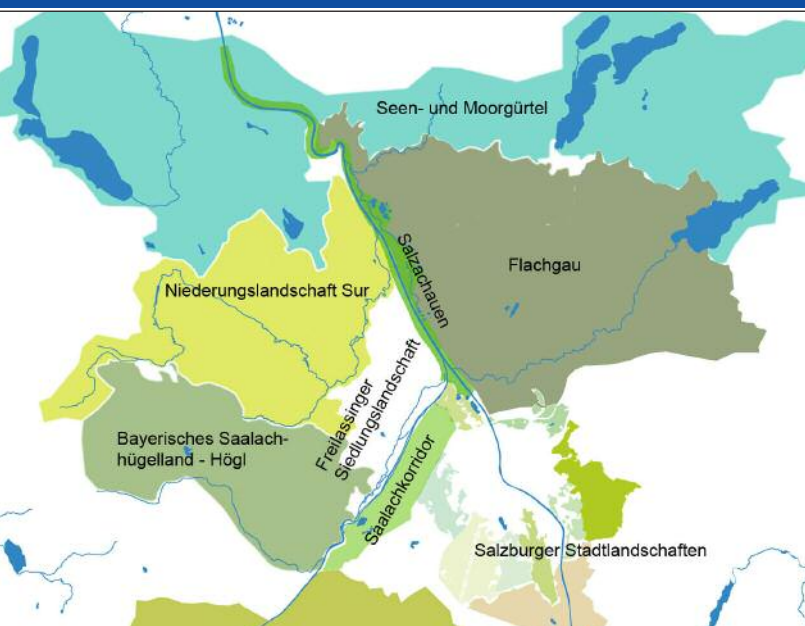 Seen- und Moorgürtel
Salzachauen
Flachgau
Niederungslandschaft Sur
Freilassinger
Siedlungslandschaft
Bayerisches Saalach-
hügelland - Högl
Saalachkorridor
Salzburger Stadtlandschaften